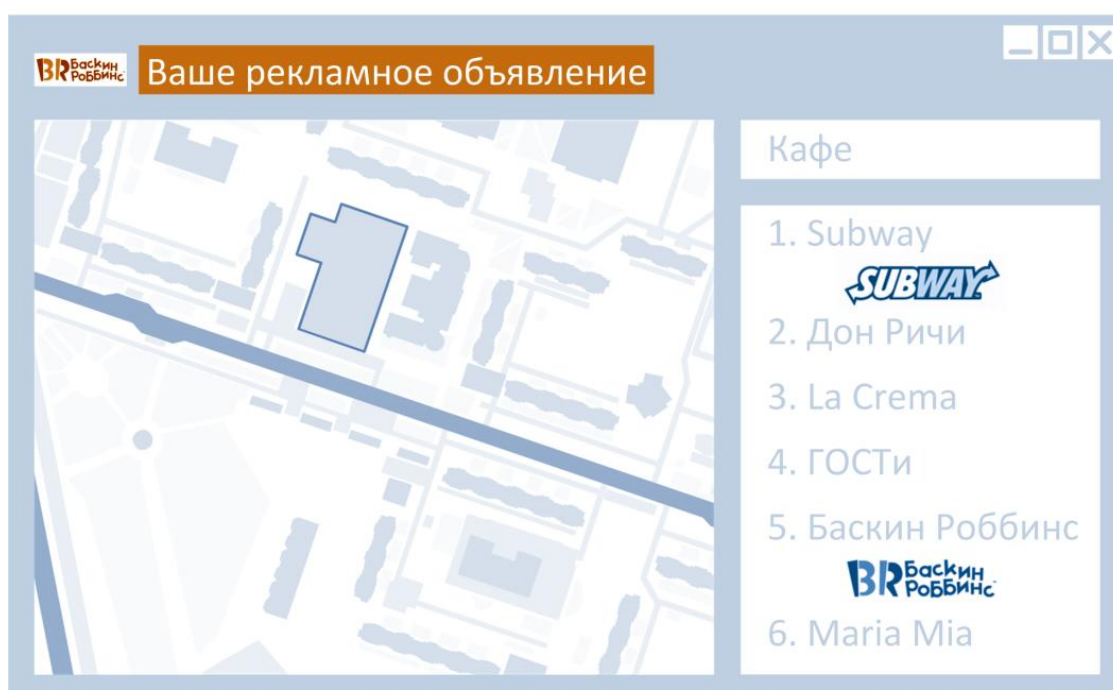 Баскин Роббинс
Ваше рекламное объявление
Кафе
1. Subway
SUBWAY
2. Дон Ричи
3. La Crema
4. ГОСТи
5. Баскин Роббинс
BR Баскин Роббинс
6. Maria Mia